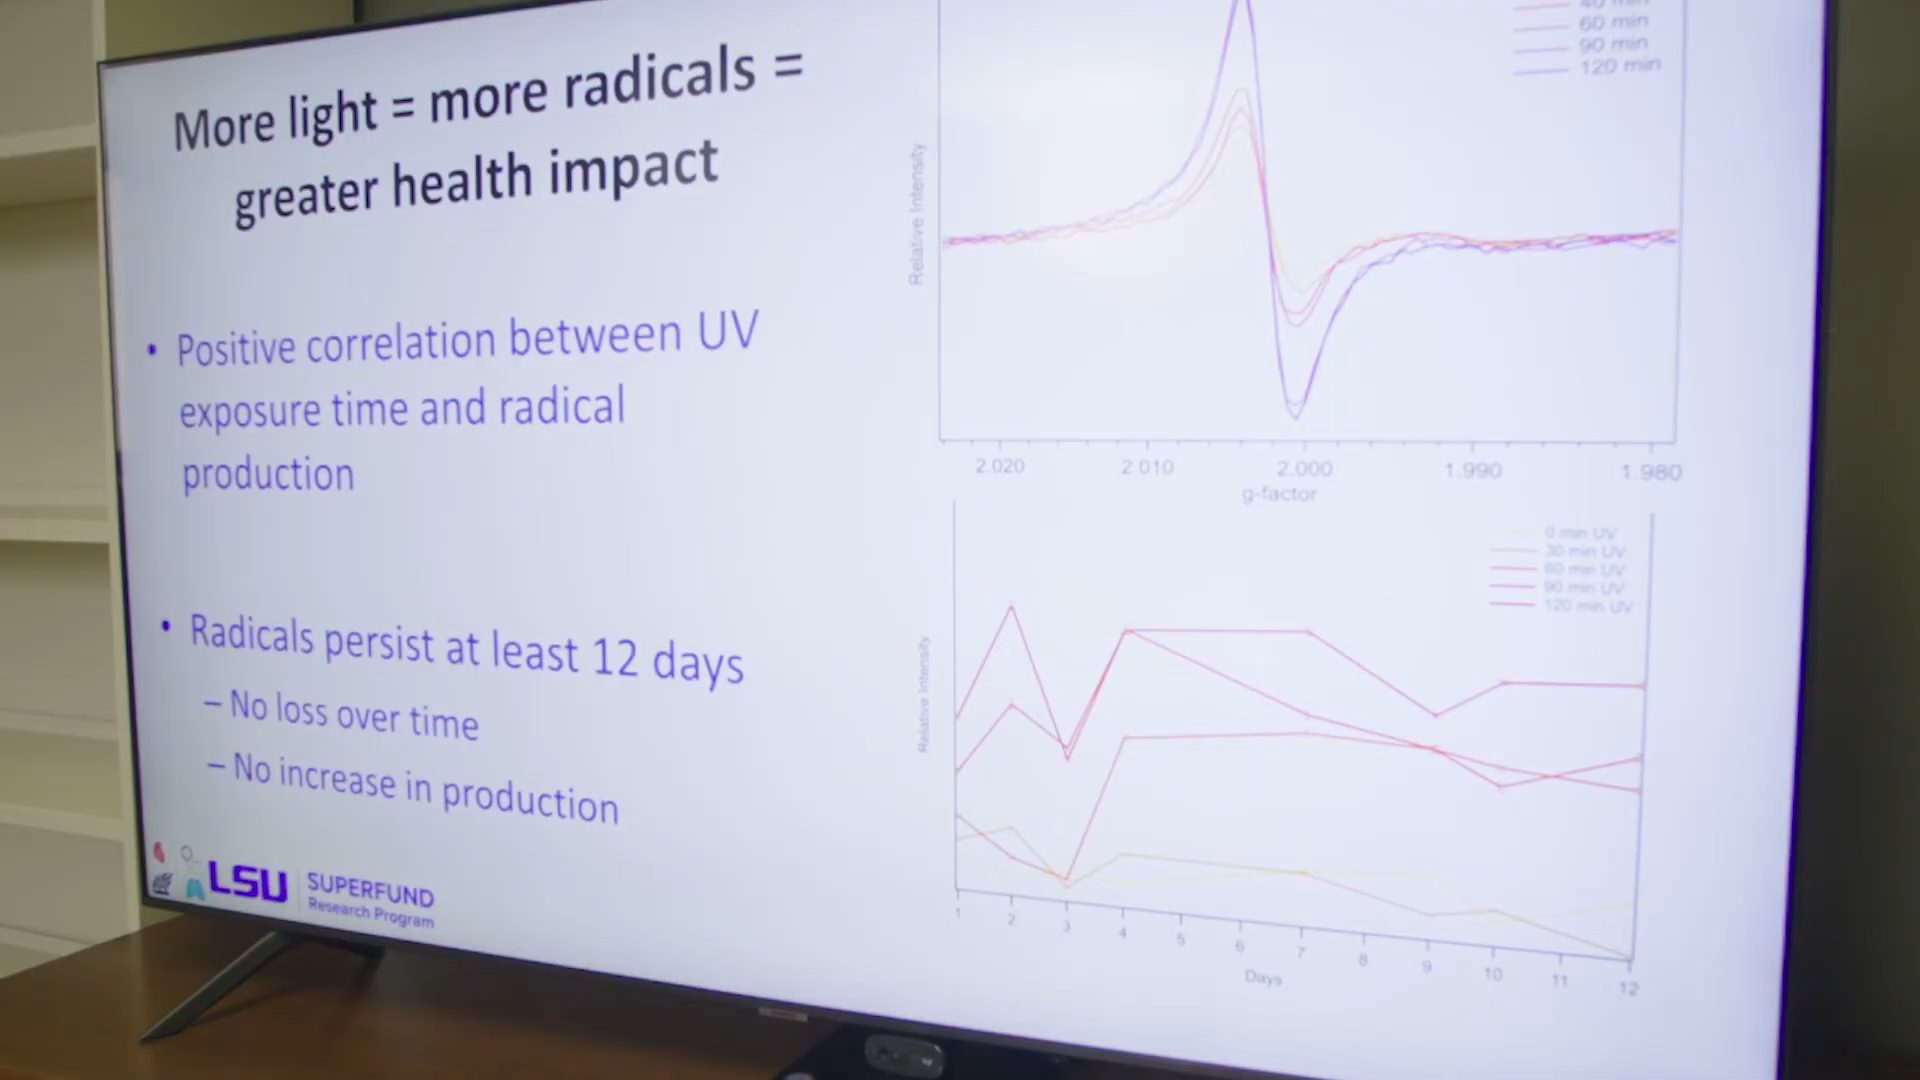 More light = more radicals =
greater health impact
• Positive correlation between UV
exposure time and radical
production
• Radicals persist at least 12 days
– No loss over time
– No increase in production
LSU SUPERFUND
Research Program
40 min
60 min
90 min
120 min
Relative Intensity
2.020 2.010 2.000 1.990 1.980
g-factor
0 min UV
30 min UV
60 min UV
90 min UV
120 min UV
Relative Intensity
1 2 3 4 5 6 7 8 9 10 11 12
Days